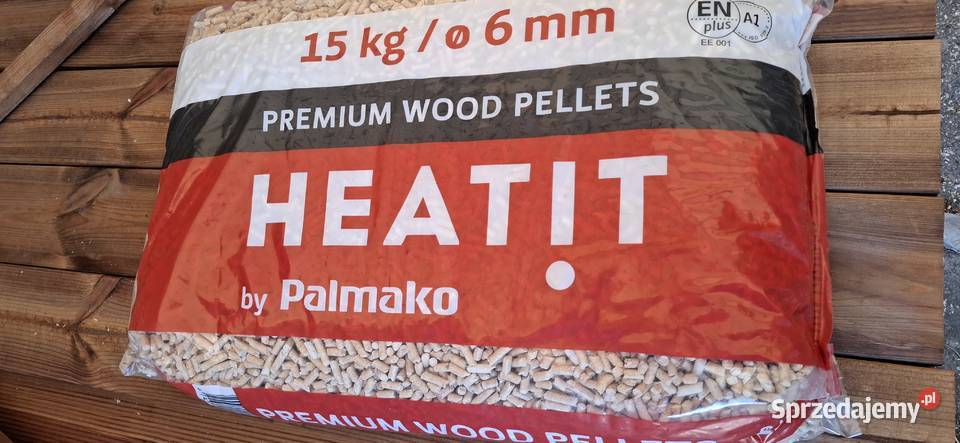 15 kg / ø 6 mm
EN
plus
A1
EE 001
PREMIUM WOOD PELLETS
HEATIT
by Palmako
PREMIUM WOOD PELLETS
Sprzedajemy.pl